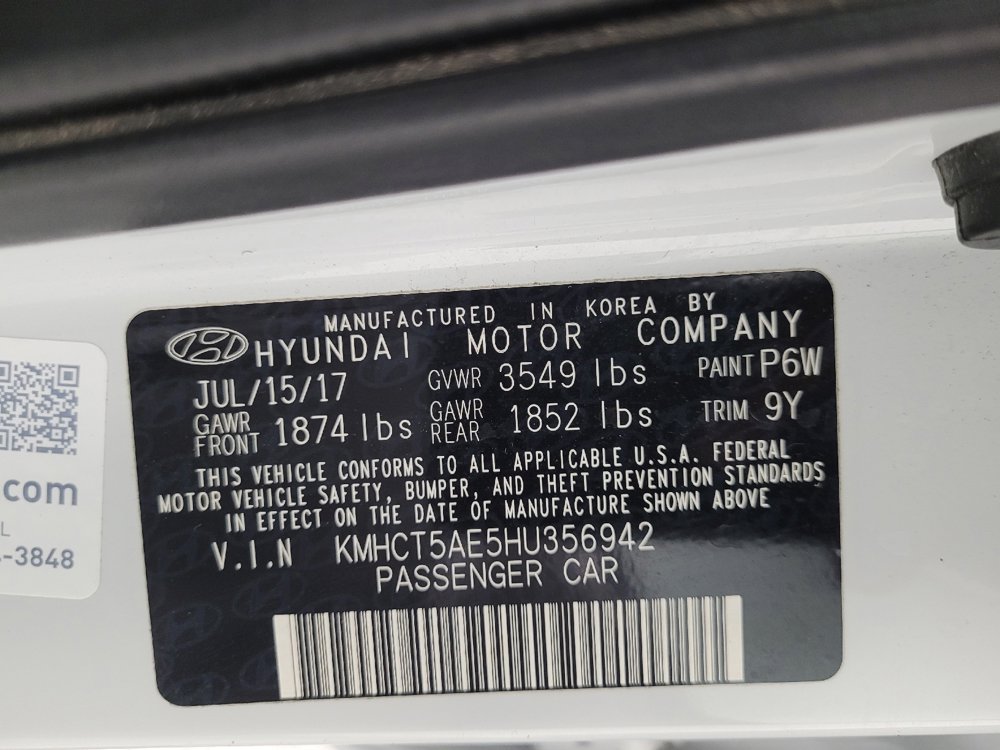 MANUFACTURED IN KOREA BY
HYUNDAI MOTOR COMPANY
JUL/15/17 GVWR 3549 lbs PAINT P6W
GAWR FRONT 1874 lbs GAWR REAR 1852 lbs TRIM 9Y
THIS VEHICLE CONFORMS TO ALL APPLICABLE U.S.A. FEDERAL
MOTOR VEHICLE SAFETY, BUMPER, AND THEFT PREVENTION STANDARDS
IN EFFECT ON THE DATE OF MANUFACTURE SHOWN ABOVE
V.I.N KMHCT5AE5HU356942
PASSENGER CAR
.com
L
-3848